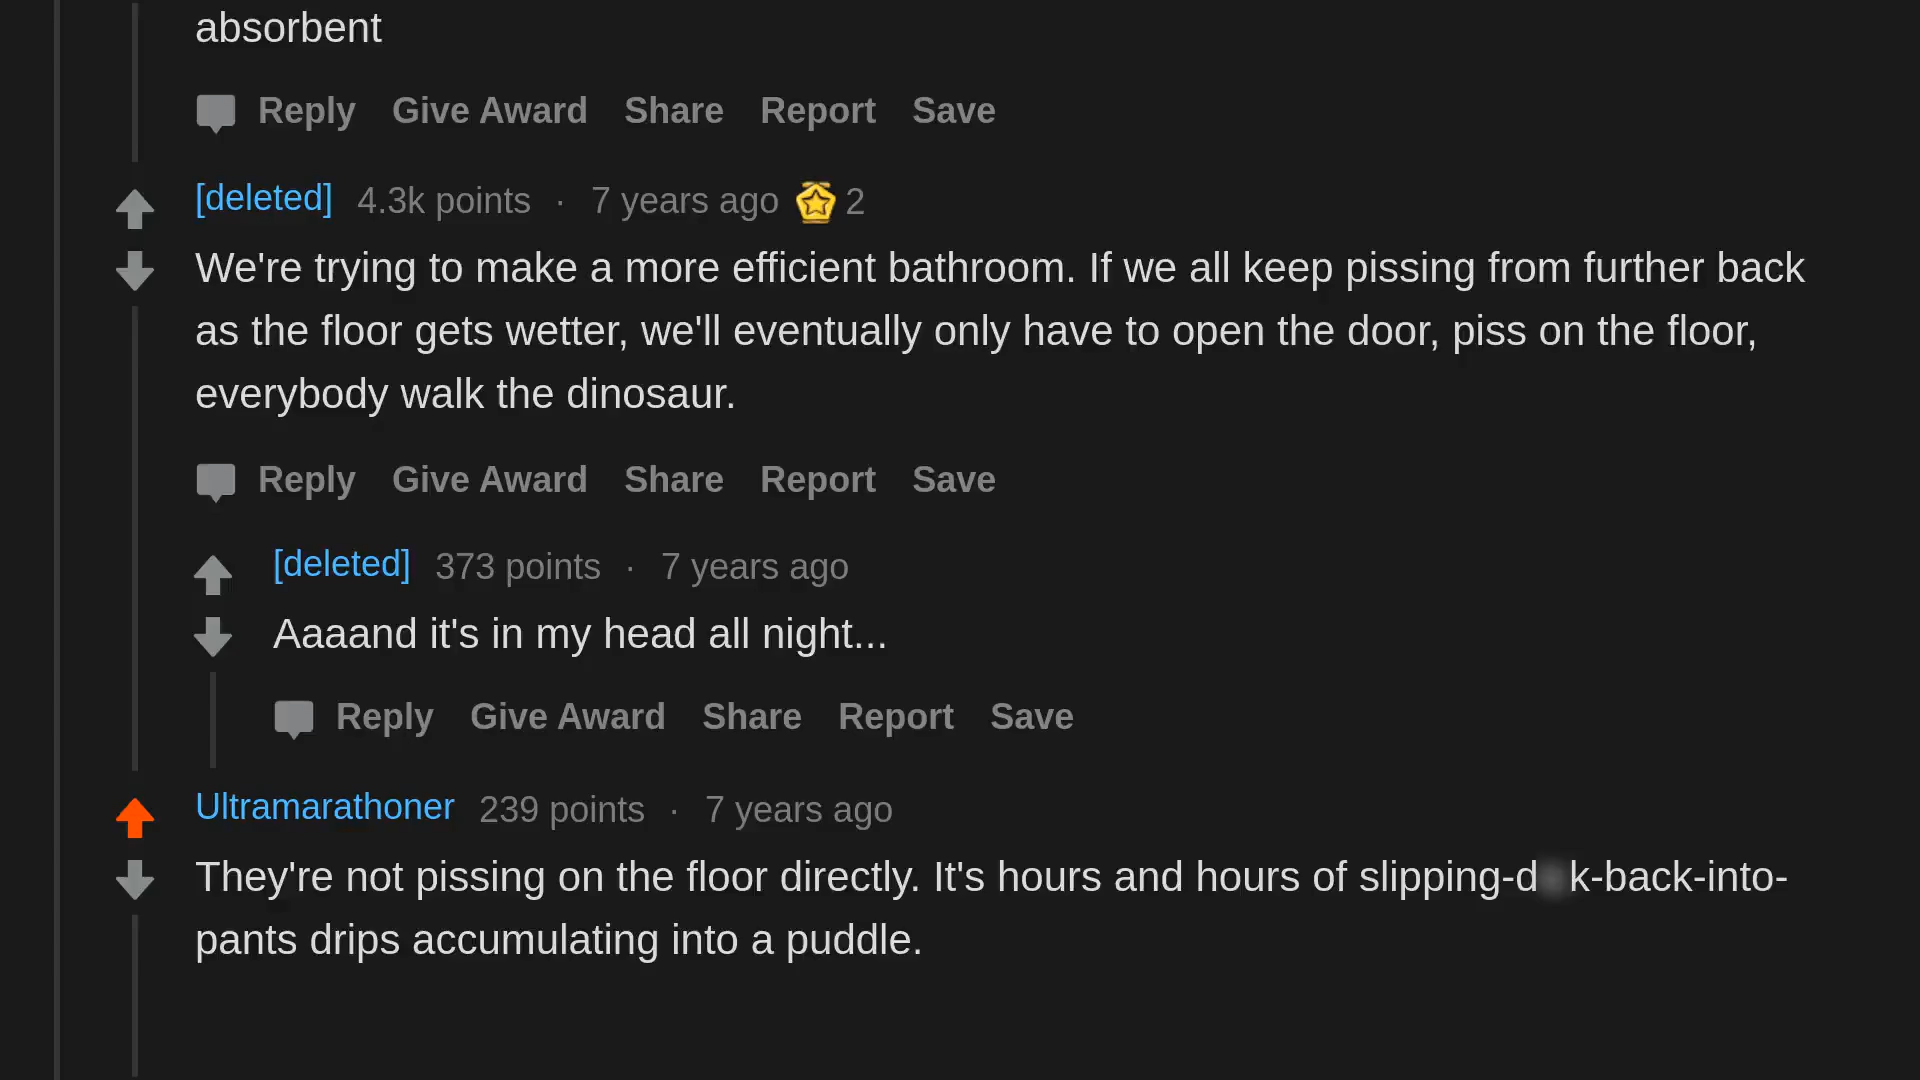 absorbent
Reply Give Award Share Report Save
[deleted] 4.3k points · 7 years ago 2
We're trying to make a more efficient bathroom. If we all keep pissing from further back
as the floor gets wetter, we'll eventually only have to open the door, piss on the floor,
everybody walk the dinosaur.
Reply Give Award Share Report Save
[deleted] 373 points · 7 years ago
Aaaand it's in my head all night...
Reply Give Award Share Report Save
Ultramarathoner 239 points · 7 years ago
They're not pissing on the floor directly. It's hours and hours of slipping-d k-back-into-
pants drips accumulating into a puddle.